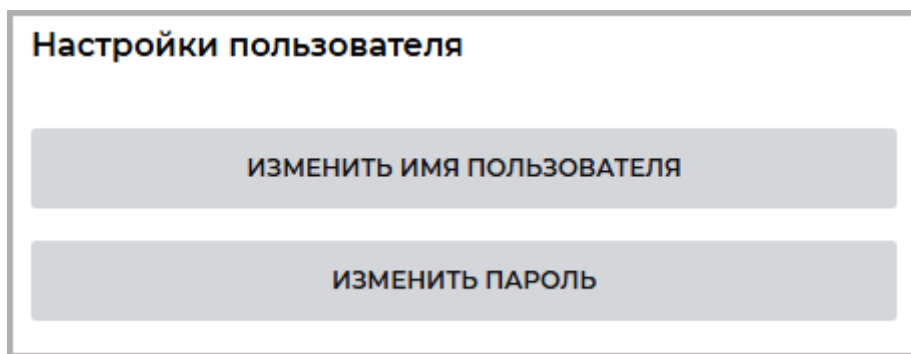 Настройки пользователя
ИЗМЕНИТЬ ИМЯ ПОЛЬЗОВАТЕЛЯ
ИЗМЕНИТЬ ПАРОЛЬ